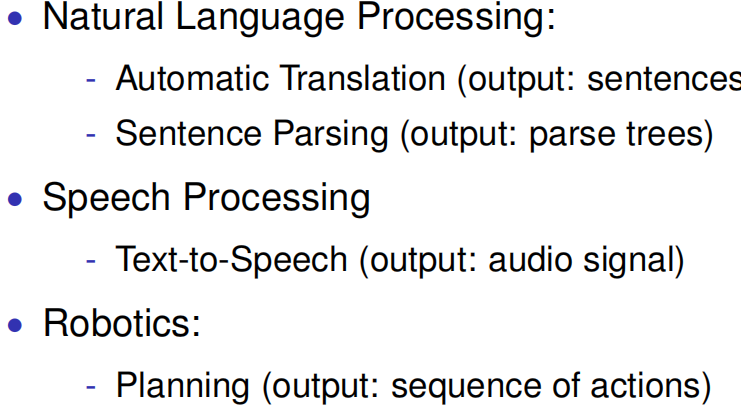 • Natural Language Processing:
- Automatic Translation (output: sentences
- Sentence Parsing (output: parse trees)
• Speech Processing
- Text-to-Speech (output: audio signal)
• Robotics:
- Planning (output: sequence of actions)